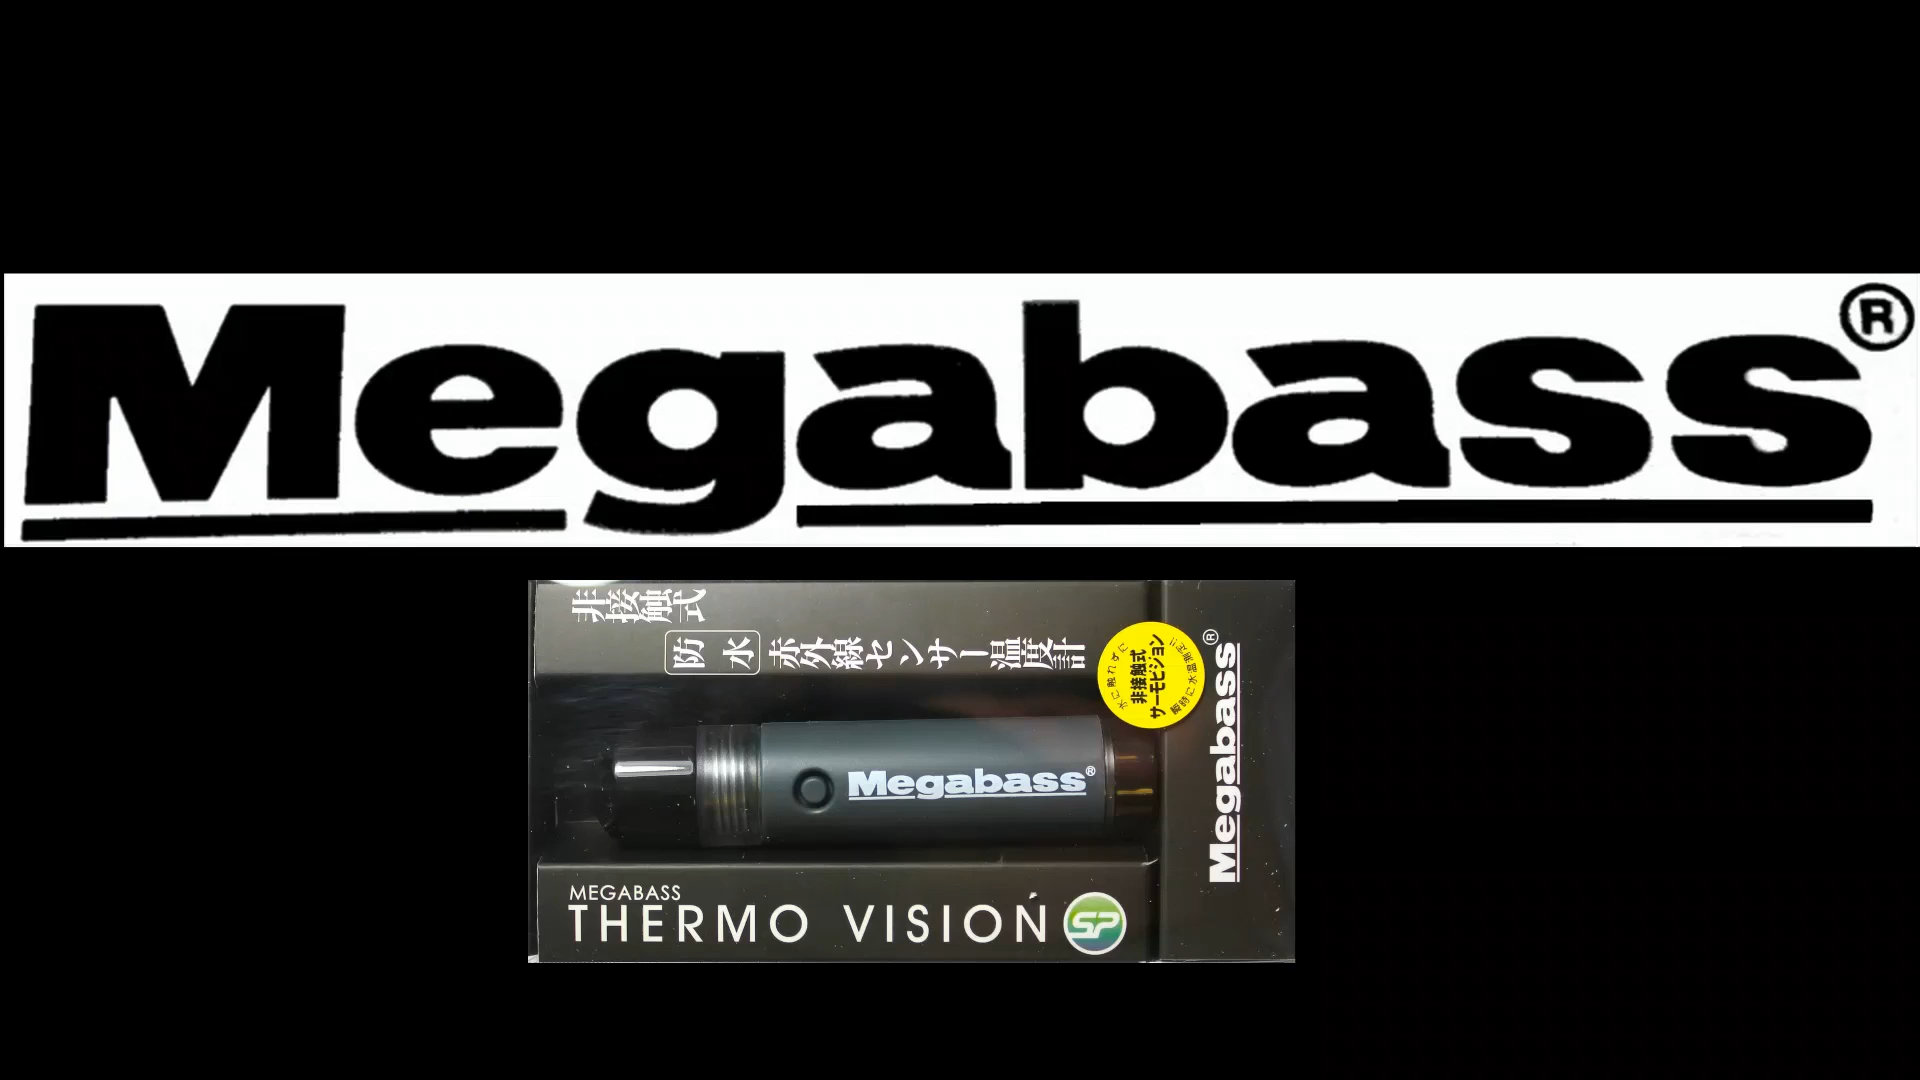 Megabass®
非接触式
防水 赤外線センサー温度計
水に触れずに
非接触式
サーモビジョン
瞬時に水温測定!!
Megabass®
Megabass®
MEGABASS
THERMO VISION SP